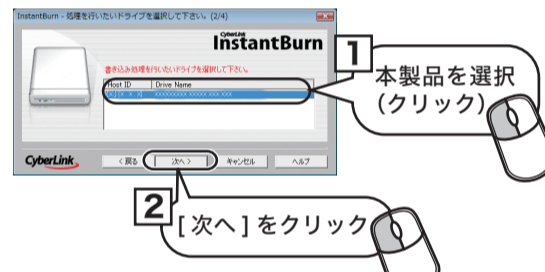 InstantBurn - 処理を行いたいドライブを選択して下さい。(2/4)
CyberLink
InstantBurn
書き込み処理を行いたいドライブを選択して下さい。
Host ID Drive Name
XXXXXXXXX XXXXX XXX XXX
1
本製品を選択
(クリック)
CyberLink
< 戻る 次へ > キャンセル ヘルプ
2
[ 次へ ] をクリック